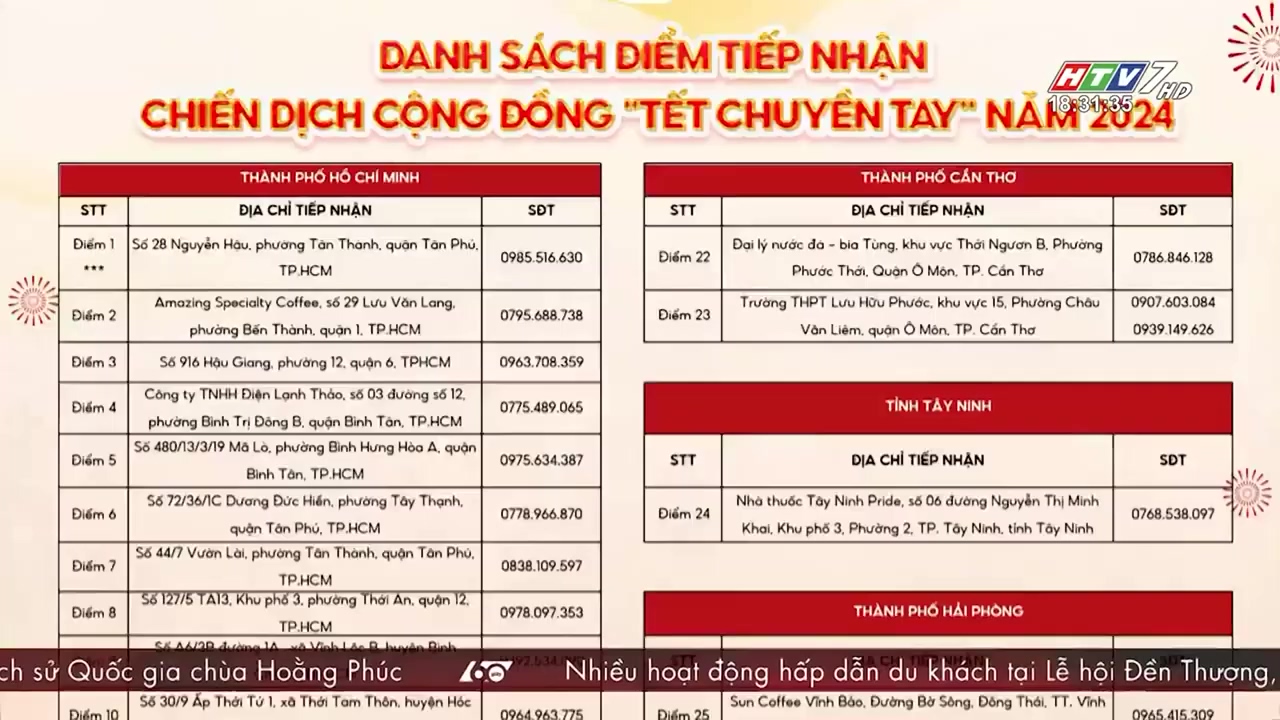 DANH SÁCH ĐIỂM TIẾP NHẬN
CHIẾN DỊCH CỘNG ĐỒNG "TẾT CHUYỀN TAY" NĂM 2024
HTV7 HD
18:31:35
THÀNH PHỐ HỒ CHÍ MINH
STT ĐỊA CHỈ TIẾP NHẬN SĐT
Điểm 1
***
Số 28 Nguyễn Hậu, phường Tân Thành, quận Tân Phú,
TP.HCM
0985.516.630
Điểm 2
Amazing Specialty Coffee, số 29 Lưu Văn Lang,
phường Bến Thành, quận 1, TP.HCM
0795.688.738
Điểm 3 Số 916 Hậu Giang, phường 12, quận 6, TPHCM 0963.708.359
Điểm 4
Công ty TNHH Điện Lạnh Thảo, số 03 đường số 12,
phường Bình Trị Đông B, quận Bình Tân, TP.HCM
0775.489.065
Điểm 5
Số 480/13/3/19 Mã Lò, phường Bình Hưng Hòa A, quận
Bình Tân, TP.HCM
0975.634.387
Điểm 6
Số 72/36/1C Dương Đức Hiền, phường Tây Thạnh,
quận Tân Phú, TP.HCM
0778.966.870
Điểm 7
Số 44/7 Vườn Lài, phường Tân Thành, quận Tân Phú,
TP.HCM
0838.109.597
Điểm 8
Số 127/5 TA13, Khu phố 3, phường Thới An, quận 12,
TP.HCM
0978.097.353
Số A6/3B đường 1A, xã Vĩnh Lộc B, huyện Bình
Điểm 10
Số 30/9 Ấp Thới Tứ 1, xã Thới Tam Thôn, huyện Hóc
0964.963.775
THÀNH PHỐ CẦN THƠ
STT ĐỊA CHỈ TIẾP NHẬN SĐT
Điểm 22
Đại lý nước đá - bia Tùng, khu vực Thới Ngươn B, Phường
Phước Thới, Quận Ô Môn, TP. Cần Thơ
0786.846.128
Điểm 23
Trường THPT Lưu Hữu Phước, khu vực 15, Phường Châu
Văn Liêm, quận Ô Môn, TP. Cần Thơ
0907.603.084
0939.149.626
TỈNH TÂY NINH
STT ĐỊA CHỈ TIẾP NHẬN SĐT
Điểm 24
Nhà thuốc Tây Ninh Pride, số 06 đường Nguyễn Thị Minh
Khai, Khu phố 3, Phường 2, TP. Tây Ninh, tỉnh Tây Ninh
0768.538.097
THÀNH PHỐ HẢI PHÒNG
Điểm 25
Sun Coffee Vĩnh Bảo, Đường Bờ Sông, Đông Thái, TT. Vĩnh
0965.415.309
ch sử Quốc gia chùa Hoằng Phúc 60 Nhiều hoạt động hấp dẫn du khách tại Lễ hội Đền Thượng,